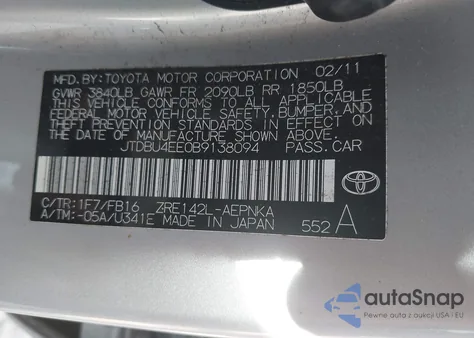 MFD.BY:TOYOTA MOTOR CORPORATION 02/11
GVWR 3840LB GAWR FR 2090LB RR 1850LB
THIS VEHICLE CONFORMS TO ALL APPLICABLE
FEDERAL MOTOR VEHICLE SAFETY, BUMPER, AND
THEFT PREVENTION STANDARDS IN EFFECT ON
THE DATE OF MANUFACTURE SHOWN ABOVE.
JTDBU4EE0B9138094 PASS.CAR
C/TR:1F7/FB16 ZRE142L-AEPNKA
A/TM:-05A/U341E MADE IN JAPAN 552 A
TOYOTA
autoSnap
Pewne auto z USA i EU